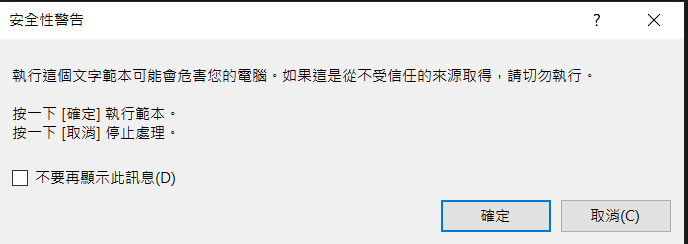 安全性警告
?
執行這個文字範本可能會危害您的電腦。如果這是從不受信任的來源取得，請切勿執行。
按一下 [確定] 執行範本。
按一下 [取消] 停止處理。
不要再顯示此訊息(D)
確定
取消(C)